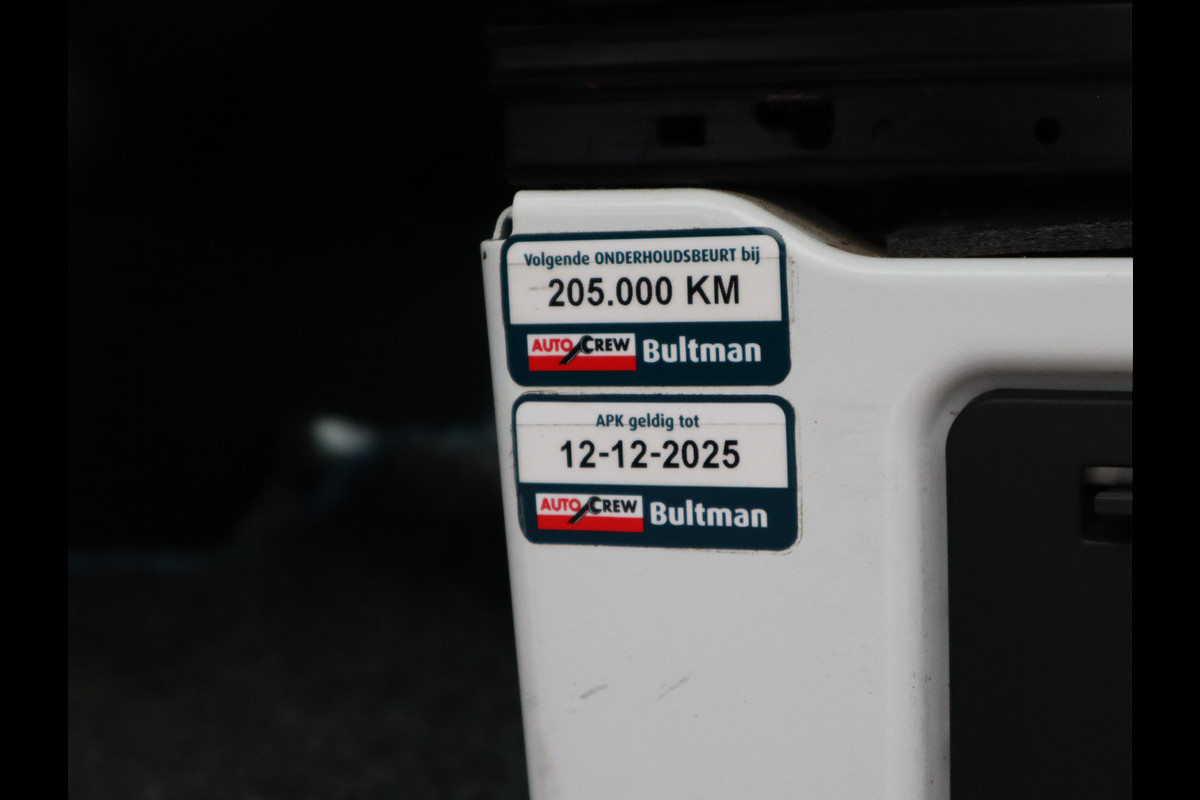 Volgende ONDERHOUDSBEURT bij
205.000 KM
AUTO CREW Bultman
APK geldig tot
12-12-2025
AUTO CREW Bultman